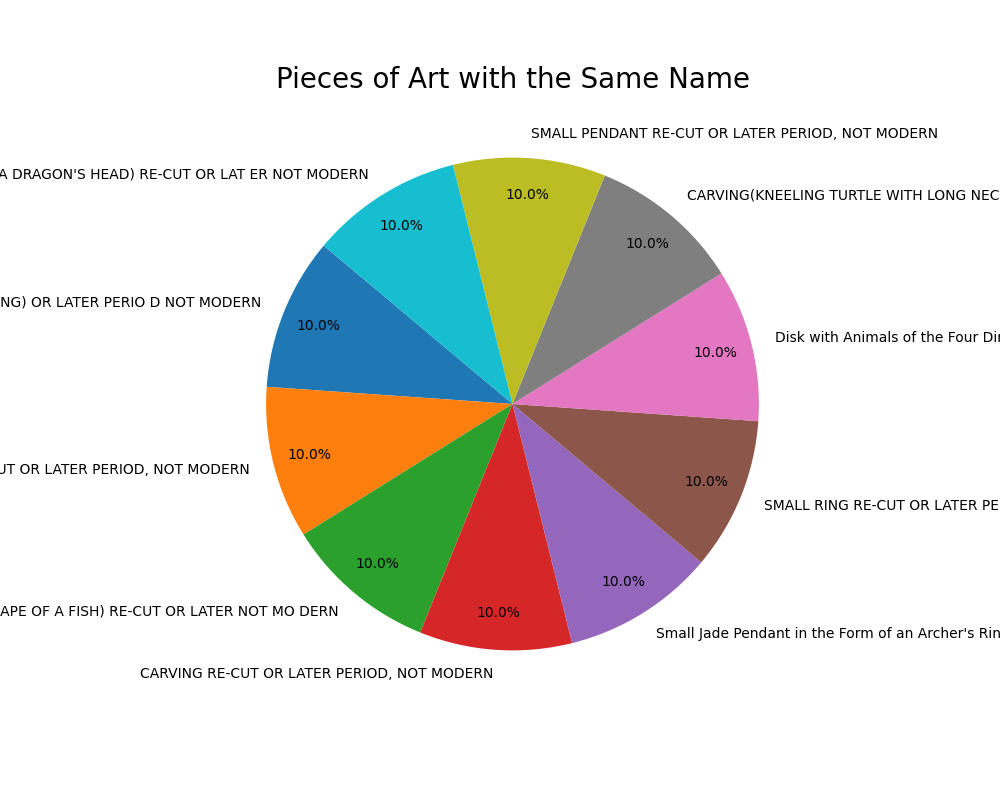 Pieces of Art with the Same Name
SMALL PENDANT RE-CUT OR LATER PERIOD, NOT MODERN
A DRAGON'S HEAD) RE-CUT OR LAT ER NOT MODERN
CARVING(KNEELING TURTLE WITH LONG
10.0%
10.0%
10.0%
NG) OR LATER PERIO D NOT MODERN
10.0%
Disk with Animals of the Four
10.0%
OR LATER PERIOD, NOT MODERN
10.0%
10.0%
SMALL RING RE-CUT OR LATER
10.0%
10.0%
10.0%
APE OF A FISH) RE-CUT OR LATER NOT MO DERN
Small Jade Pendant in the Form of an Archer's
CARVING RE-CUT OR LATER PERIOD, NOT MODERN